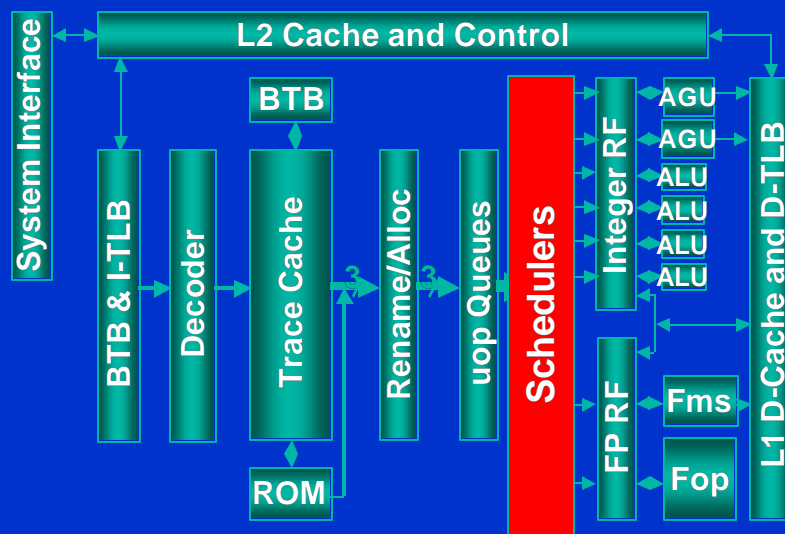 System Interface
L2 Cache and Control
BTB
BTB & I-TLB
Decoder
Trace Cache
3
Rename/Alloc
3
uop Queues
Schedulers
Integer RF
AGU
AGU
ALU
ALU
ALU
ALU
L1 D-Cache and D-TLB
ROM
FP RF
Fms
Fop